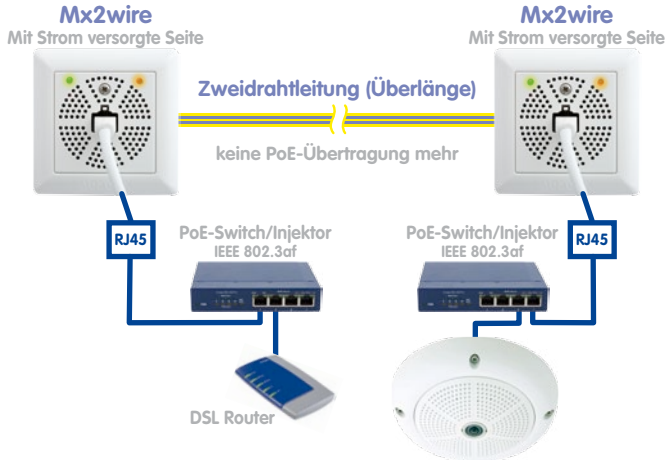 Mx2wire
Mit Strom versorgte Seite
Mx2wire
Mit Strom versorgte Seite
Zweidrahtleitung (Überlänge)
keine PoE-Übertragung mehr
RJ45
PoE-Switch/Injektor
IEEE 802.3af
PoE-Switch/Injektor
IEEE 802.3af
RJ45
DSL Router